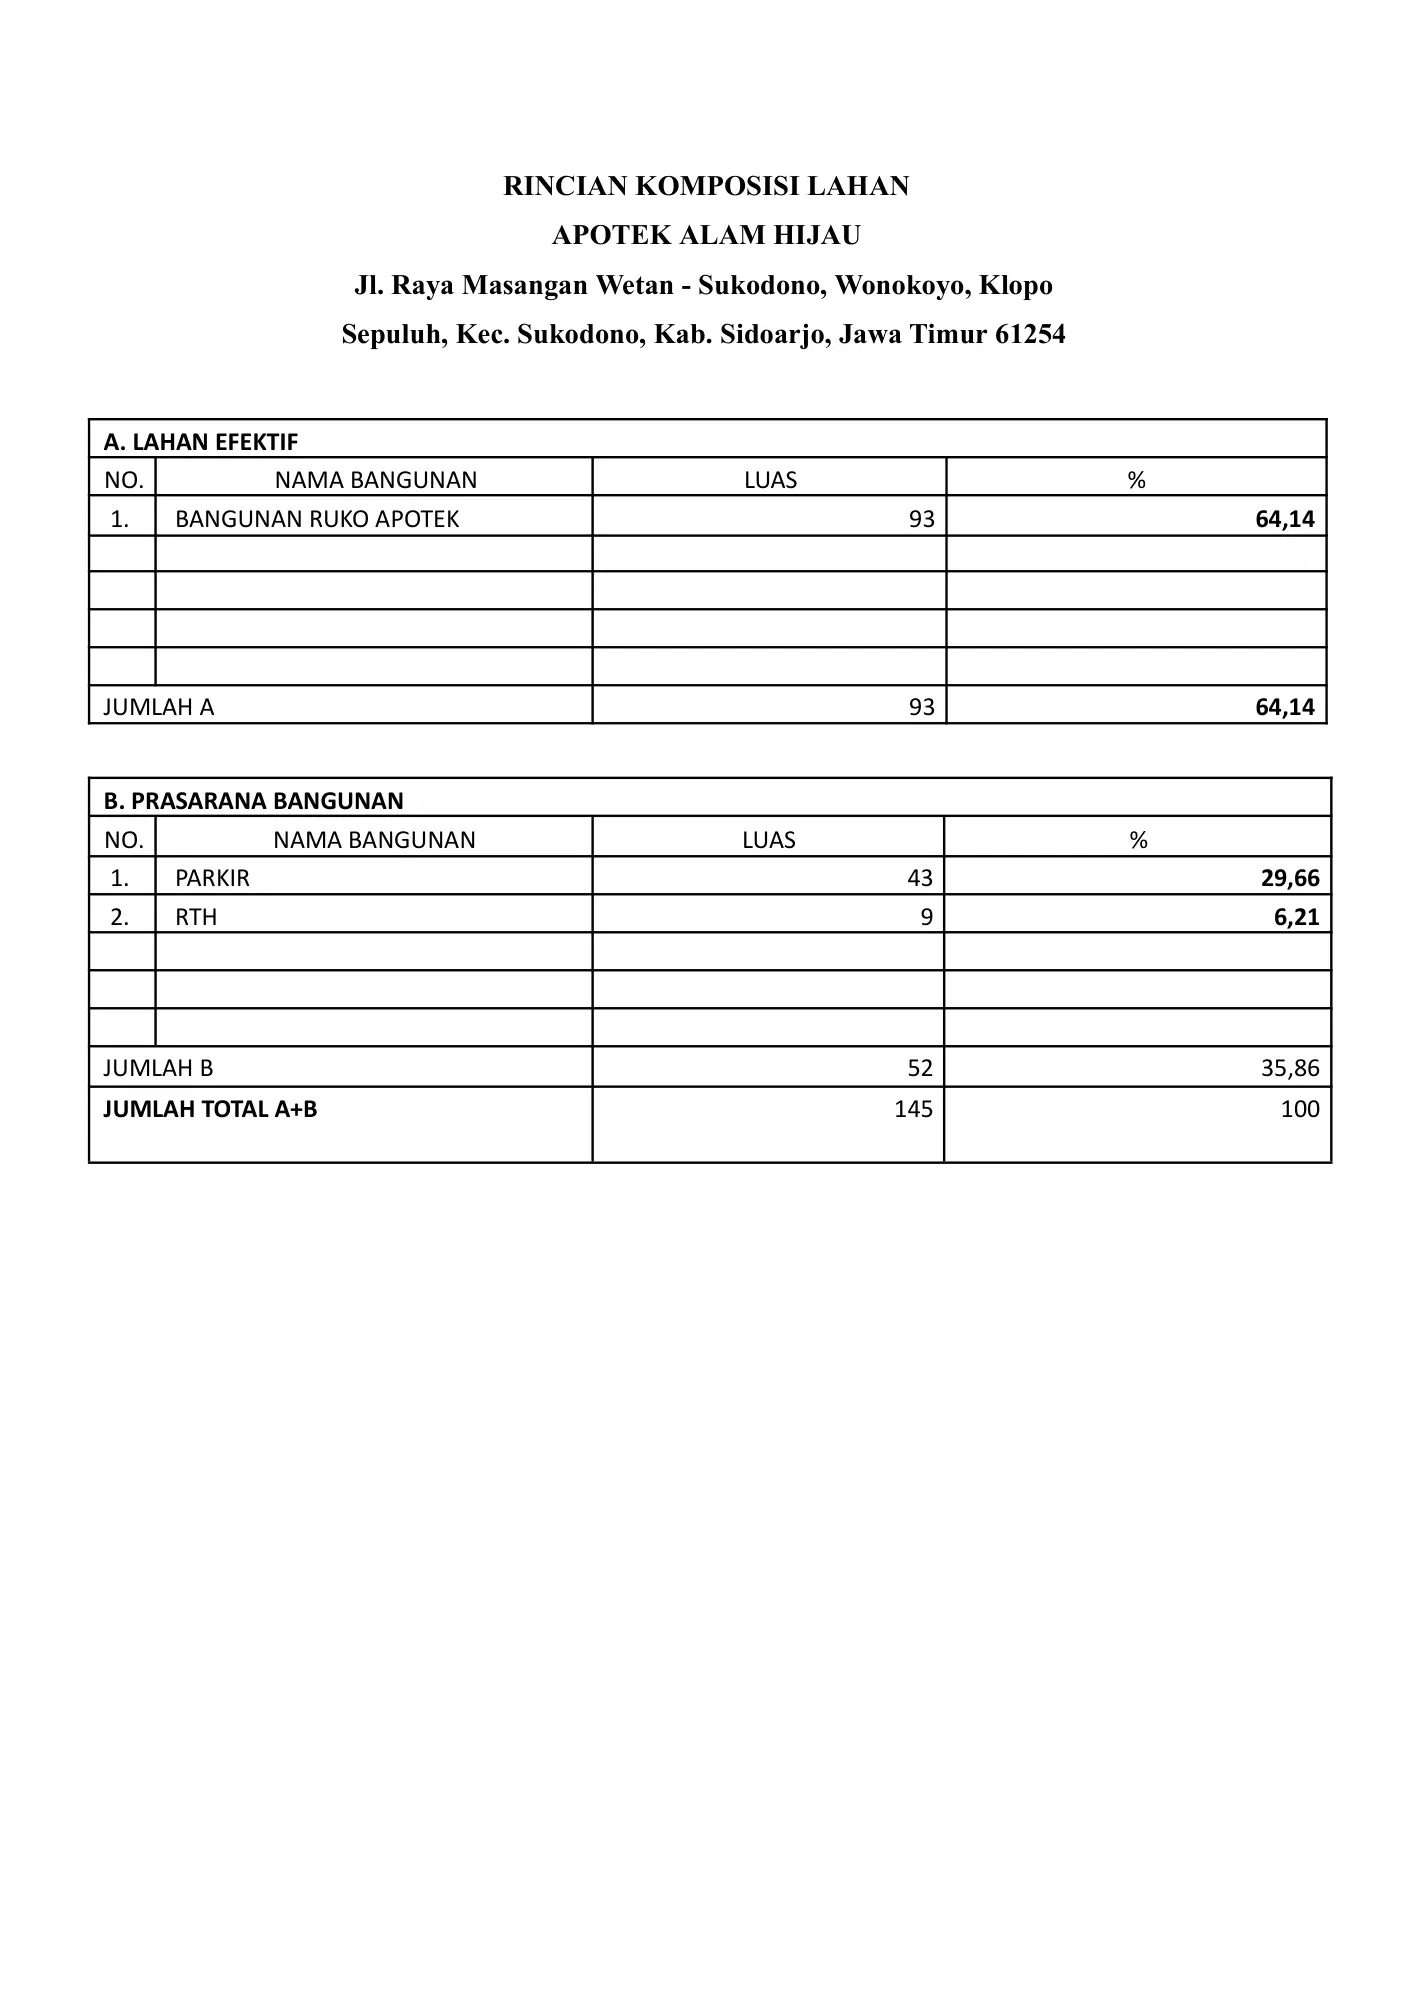 RINCIAN KOMPOSISI LAHAN
APOTEK ALAM HIJAU
Jl. Raya Masangan Wetan - Sukodono, Wonokoyo, Klopo
Sepuluh, Kec. Sukodono, Kab. Sidoarjo, Jawa Timur 61254
A. LAHAN EFEKTIF
NO. NAMA BANGUNAN LUAS %
1. BANGUNAN RUKO APOTEK 93 64,14
JUMLAH A 93 64,14
B. PRASARANA BANGUNAN
NO. NAMA BANGUNAN LUAS %
1. PARKIR 43 29,66
2. RTH 9 6,21
JUMLAH B 52 35,86
JUMLAH TOTAL A+B 145 100